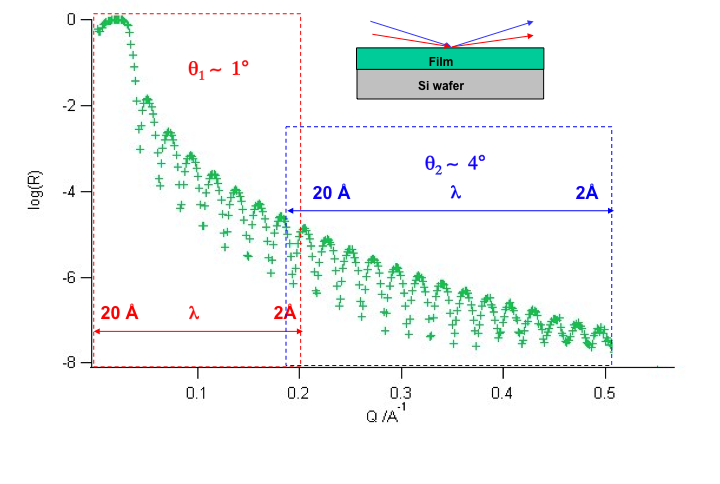 0
-2
-4
-6
-8
log(R)
θ1 ~ 1°
Film
Si wafer
θ2 ~ 4°
20 Å λ 2Å
20 Å λ 2Å
0.1 0.2 0.3 0.4 0.5
Q /A-1